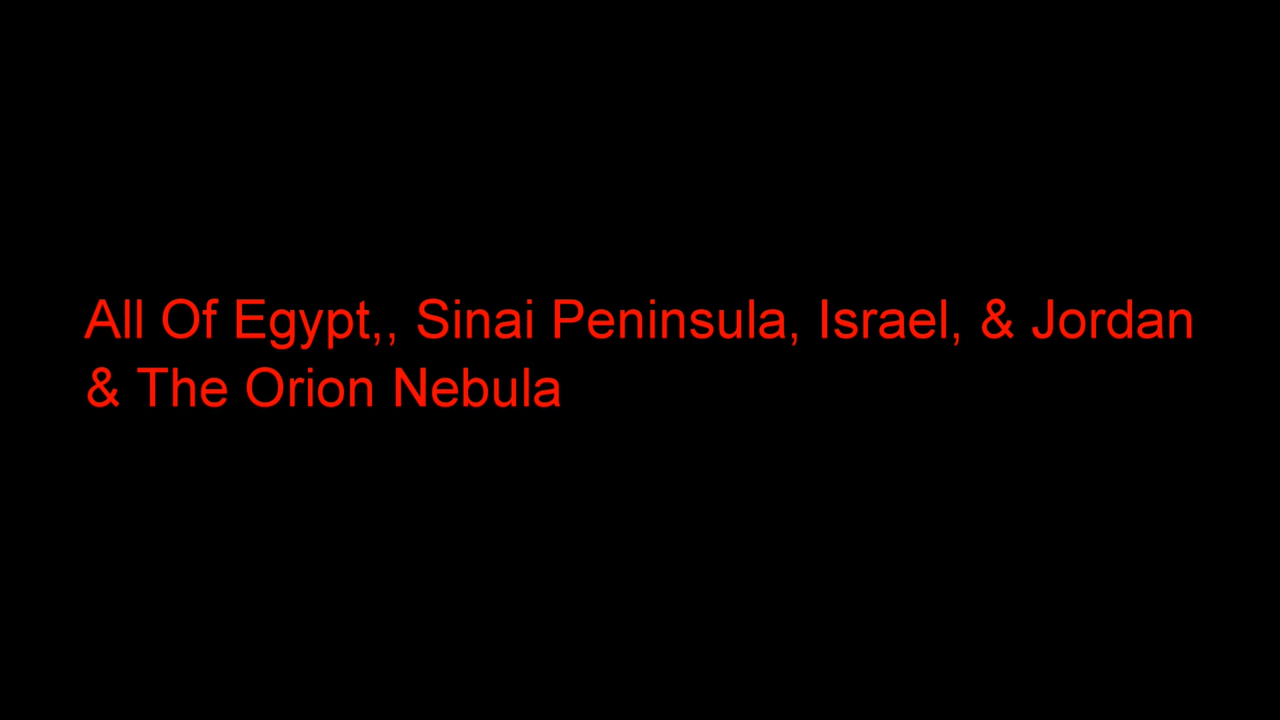 All Of Egypt,, Sinai Peninsula, Israel, & Jordan
& The Orion Nebula